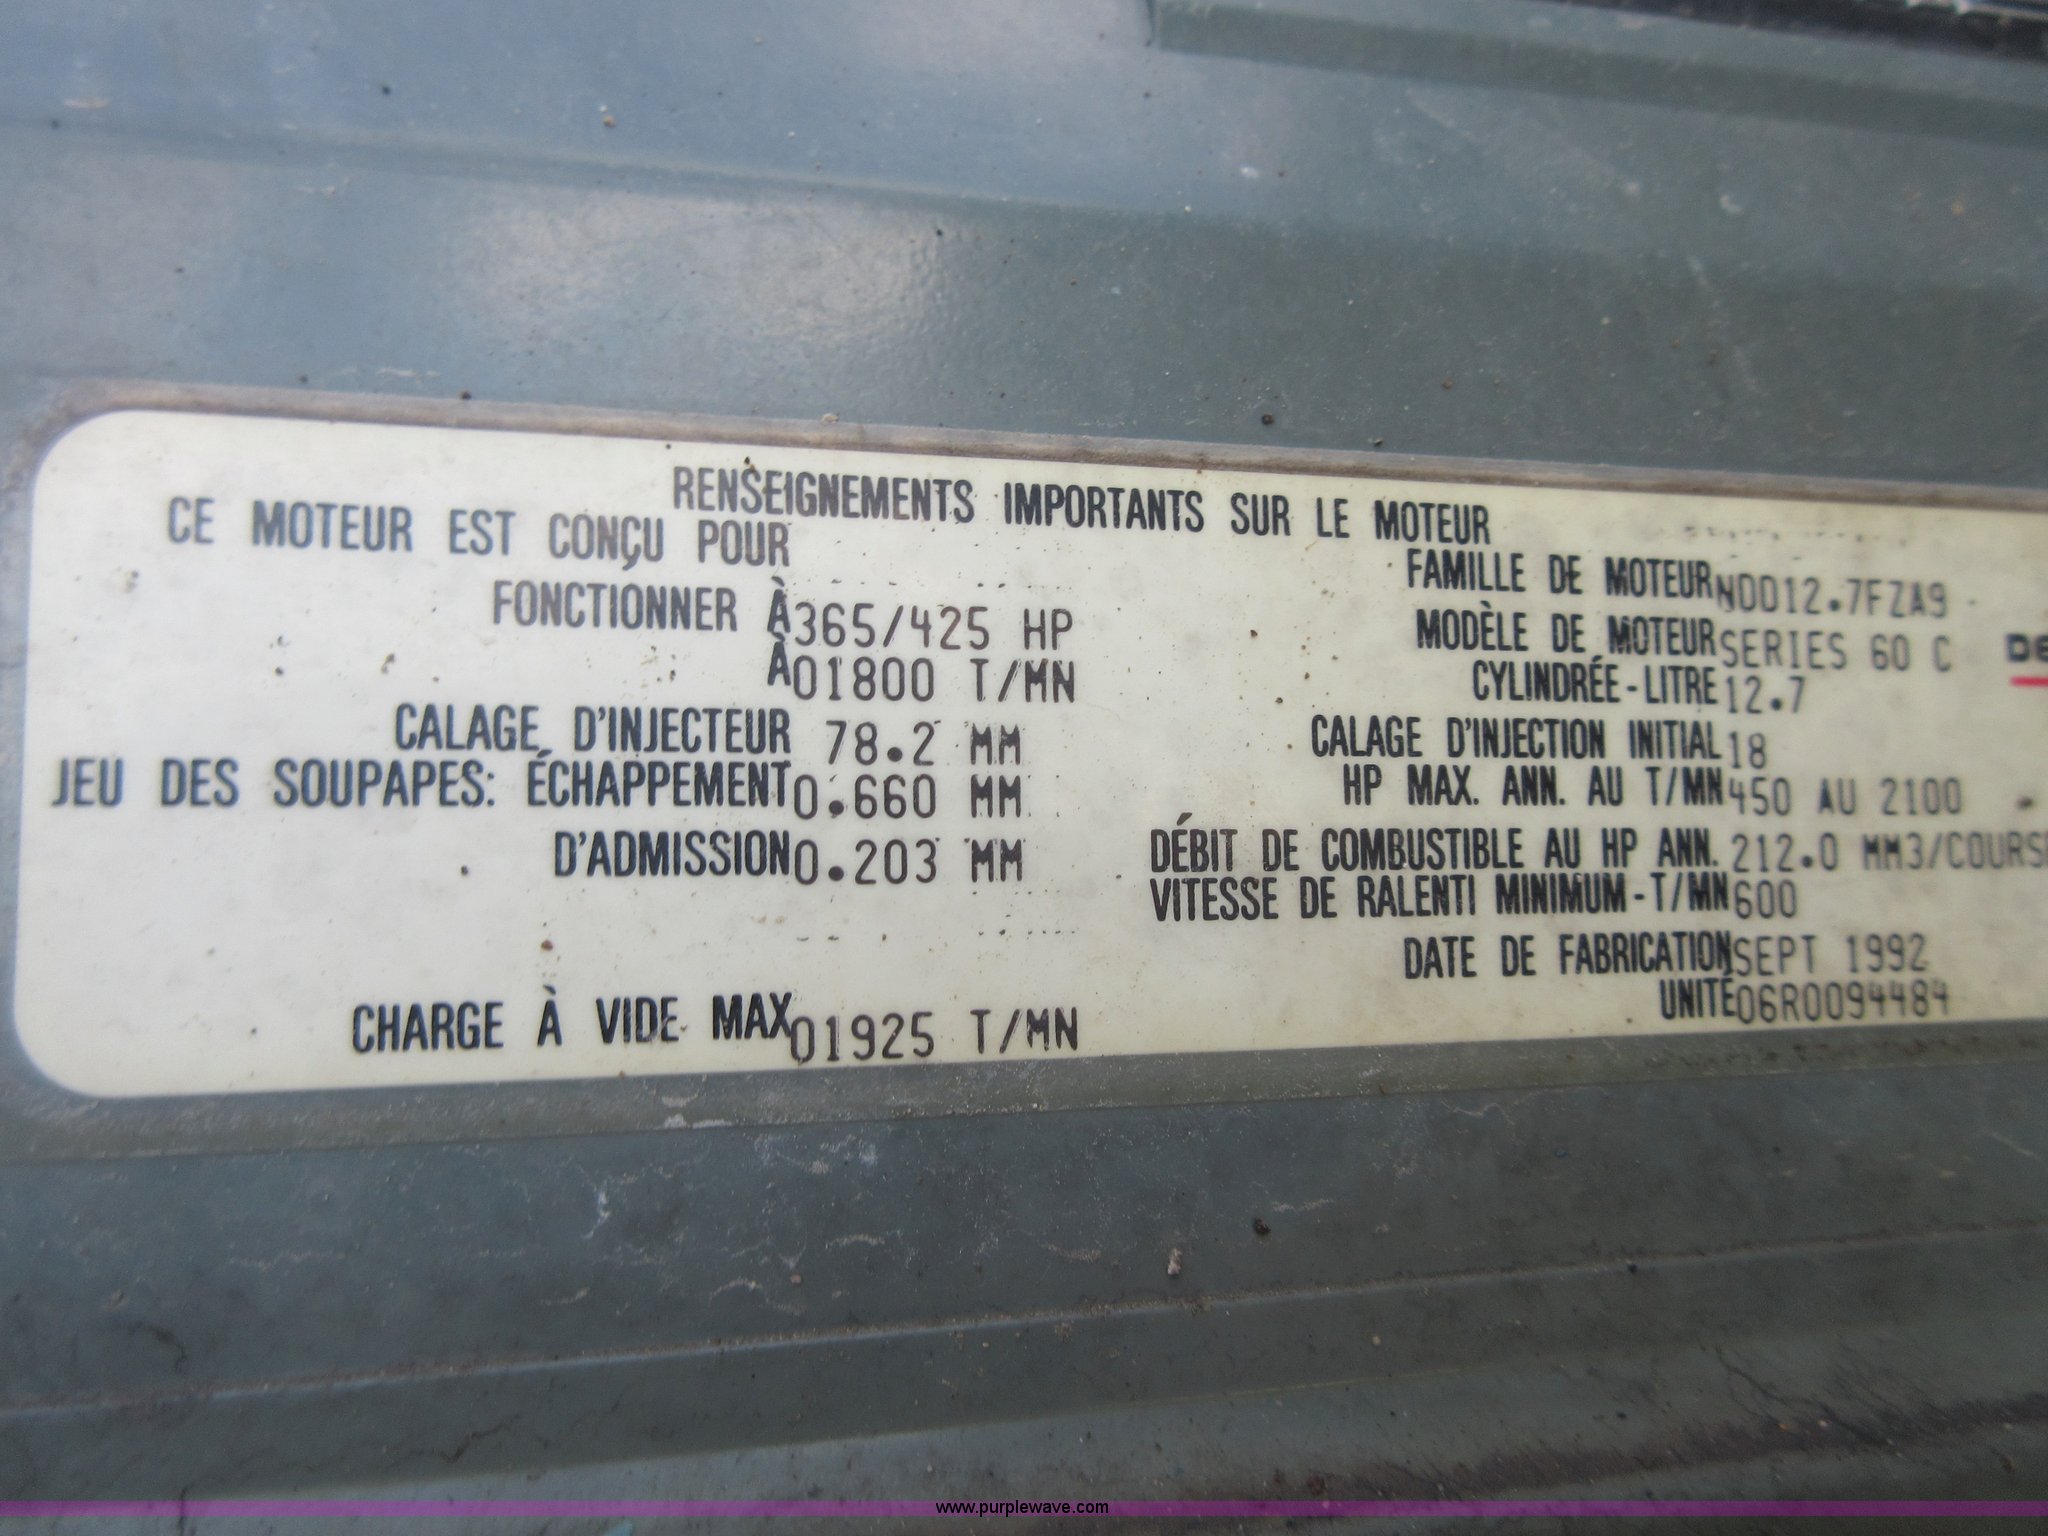 RENSEIGNEMENTS IMPORTANTS SUR LE MOTEUR
CE MOTEUR EST CONÇU POUR
FONCTIONNER À 365/425 HP
À 01800 T/MN
CALAGE D'INJECTEUR 78.2 MM
JEU DES SOUPAPES: ÉCHAPPEMENT 0.660 MM
D'ADMISSION 0.203 MM
CHARGE À VIDE MAX 01925 T/MN
FAMILLE DE MOTEUR NDD12.7FZA9
MODÈLE DE MOTEUR SERIES 60 C
CYLINDRÉE-LITRE 12.7
CALAGE D'INJECTION INITIAL 18
HP MAX. ANN. AU T/MN 450 AU 2100
DÉBIT DE COMBUSTIBLE AU HP ANN. 212.0 MM3/COURSE
VITESSE DE RALENTI MINIMUM-T/MN 600
DATE DE FABRICATION SEPT 1992
UNITÉ 06R0094484
DE
www.purplewave.com